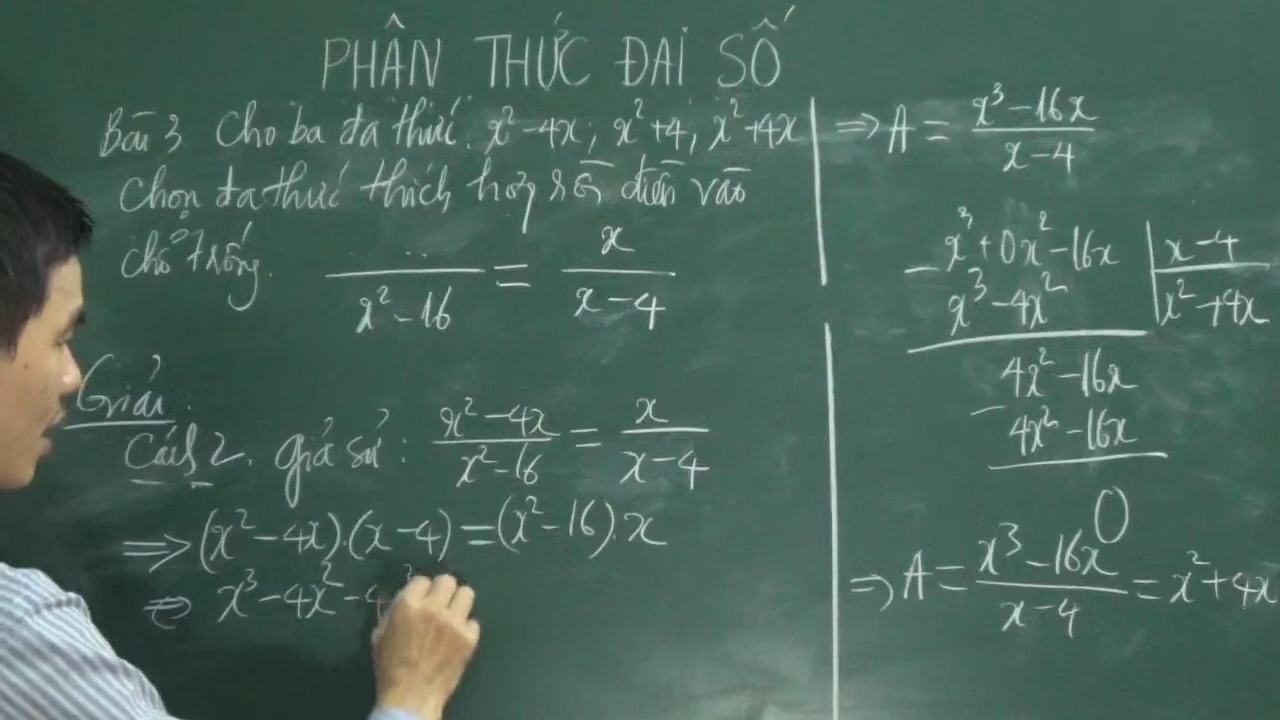 PHÂN THỨC ĐẠI SỐ
Bài 3. Cho ba đa thức: x² - 4x; x² + 4; x² + 4x
Chọn đa thức thích hợp rồi điền vào
chỗ trống. .../(x² - 16) = x/(x - 4)
Giải:
Cách 2. giả sử: (x² - 4x)/(x² - 16) = x/(x - 4)
⇒ (x² - 4x).(x - 4) = (x² - 16).x
⇔ x³ - 4x² - 4
⇒ A = (x³ - 16x)/(x - 4)
x³ + 0x² - 16x | x - 4
- x³ - 4x² | x² + 4x
4x² - 16x
- 4x² - 16x
0
⇒ A = (x³ - 16x)/(x - 4) = x² + 4x